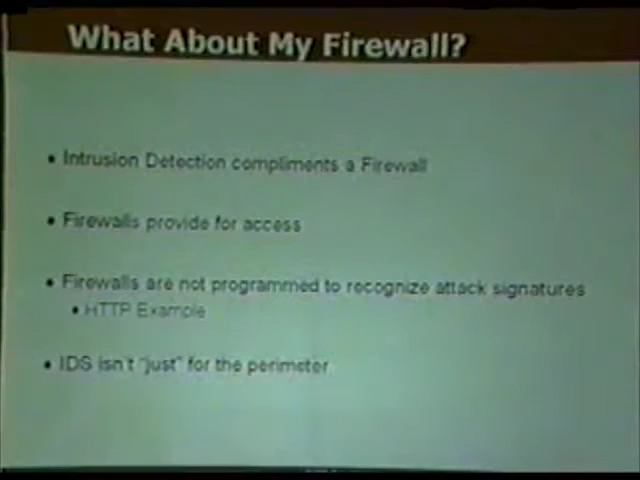 What About My Firewall?
• Intrusion Detection compliments a Firewall
• Firewalls provide for access
• Firewalls are not programmed to recognize attack signatures
• HTTP Example
• IDS isn't "just" for the perimeter